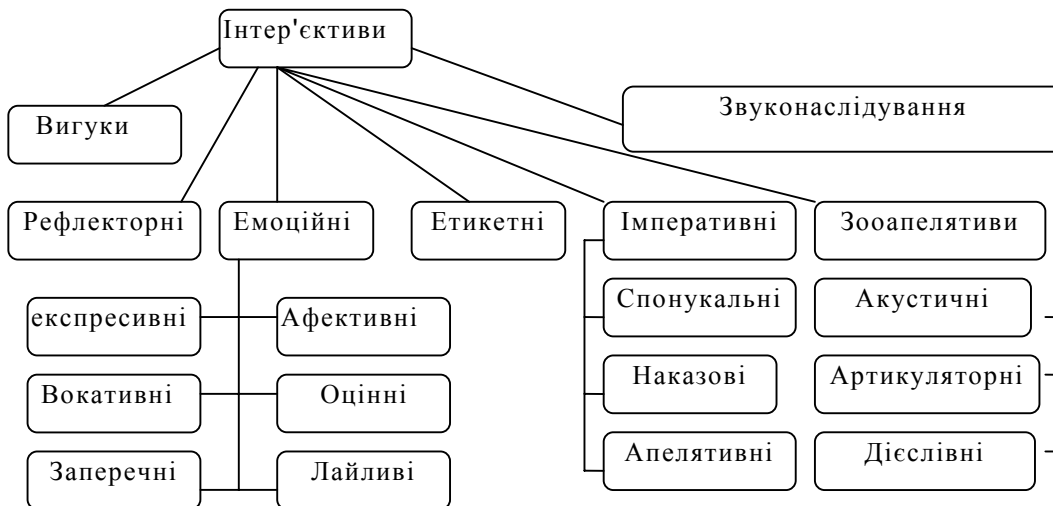 Інтер'єктиви
Вигуки
Звуконаслідування
Рефлекторні
Емоційні
Етикетні
Імперативні
Зооапелятиви
експресивні
Афективні
Спонукальні
Акустичні
Вокативні
Оцінні
Наказові
Артикуляторні
Заперечні
Лайливі
Апелятивні
Дієслівні